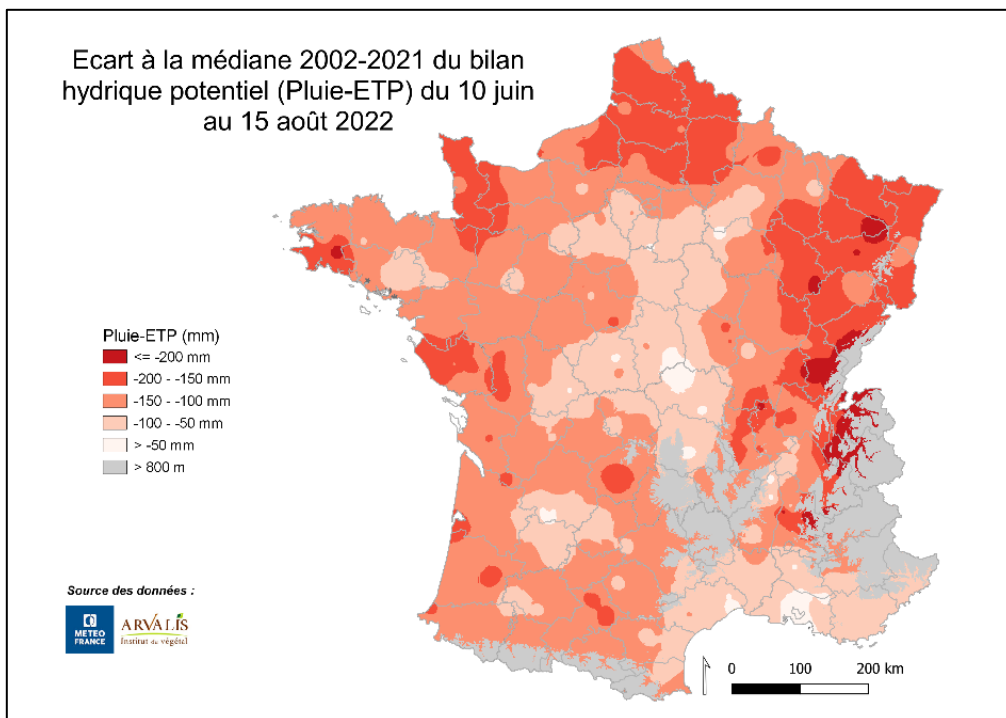 Ecart à la médiane 2002-2021 du bilan
hydrique potentiel (Pluie-ETP) du 10 juin
au 15 août 2022
Pluie-ETP (mm)
<= -200 mm
-200 - -150 mm
-150 - -100 mm
-100 - -50 mm
> -50 mm
> 800 m
Source des données :
METEO
FRANCE
ARVALIS
Institut du végétal
0 100 200 km